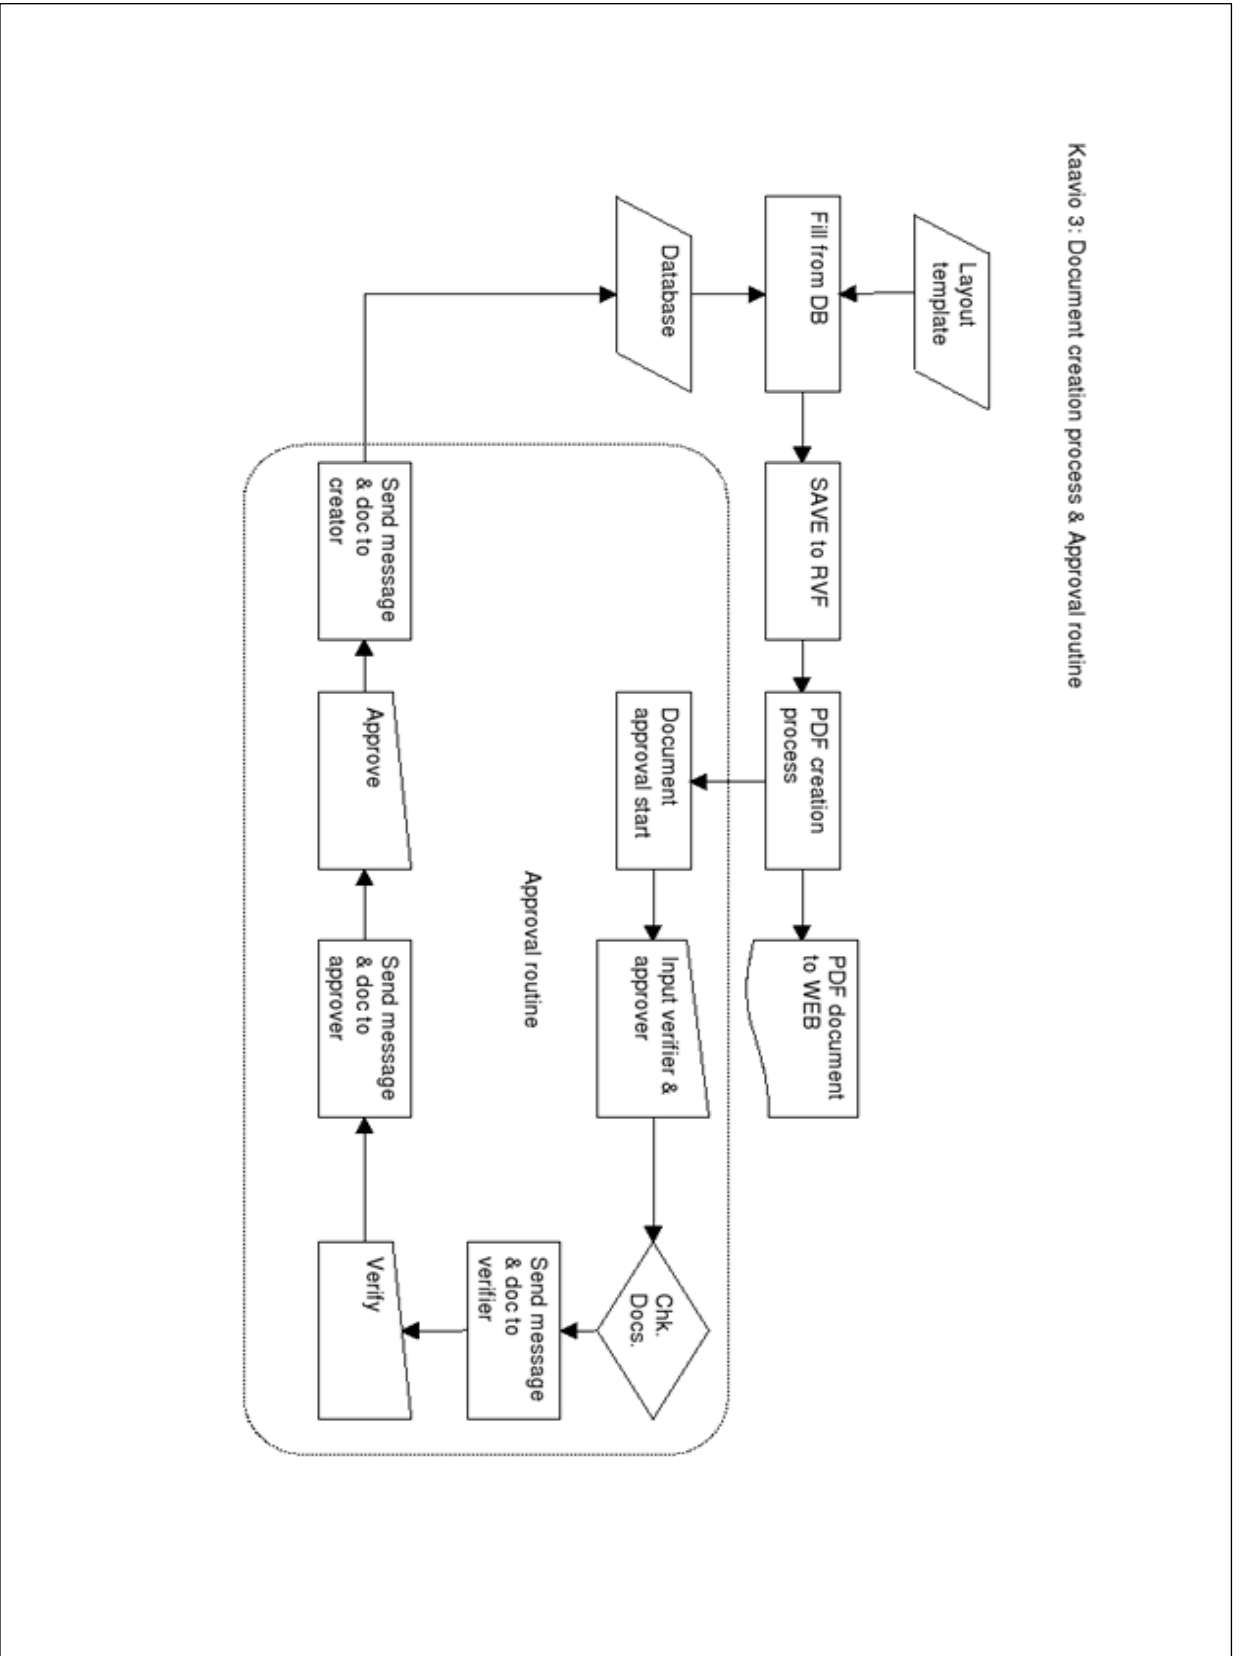 Kaavio 3: Document creation process & Approval routine
Layout
template
Fill from DB
SAVE to RVF
PDF creation
process
PDF document
to WEB
Database
Document
approval start
Input verifier &
approver
Chk.
Docs.
Approval routine
Send message
& doc to
verifier
Send message
& doc to
creator
Approve
Send message
& doc to
approver
Verify